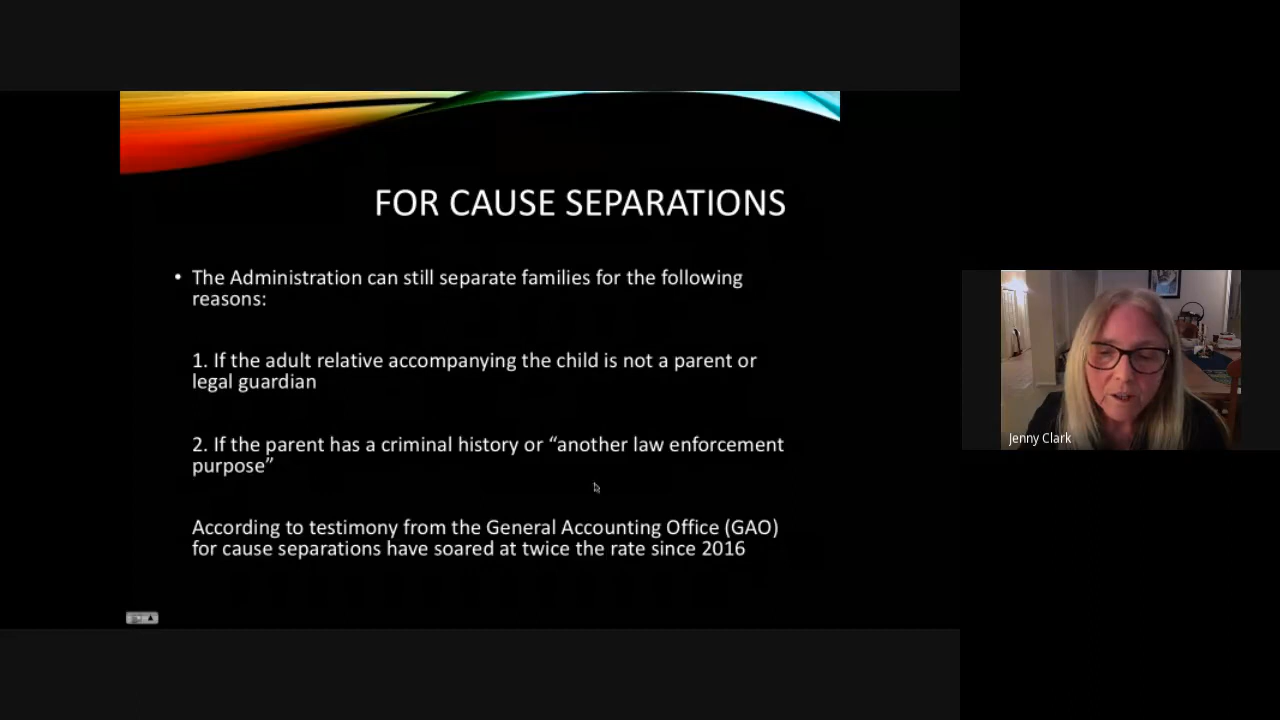 FOR CAUSE SEPARATIONS
• The Administration can still separate families for the following
reasons:
1. If the adult relative accompanying the child is not a parent or
legal guardian
2. If the parent has a criminal history or “another law enforcement
purpose”
According to testimony from the General Accounting Office (GAO)
for cause separations have soared at twice the rate since 2016
Jenny Clark